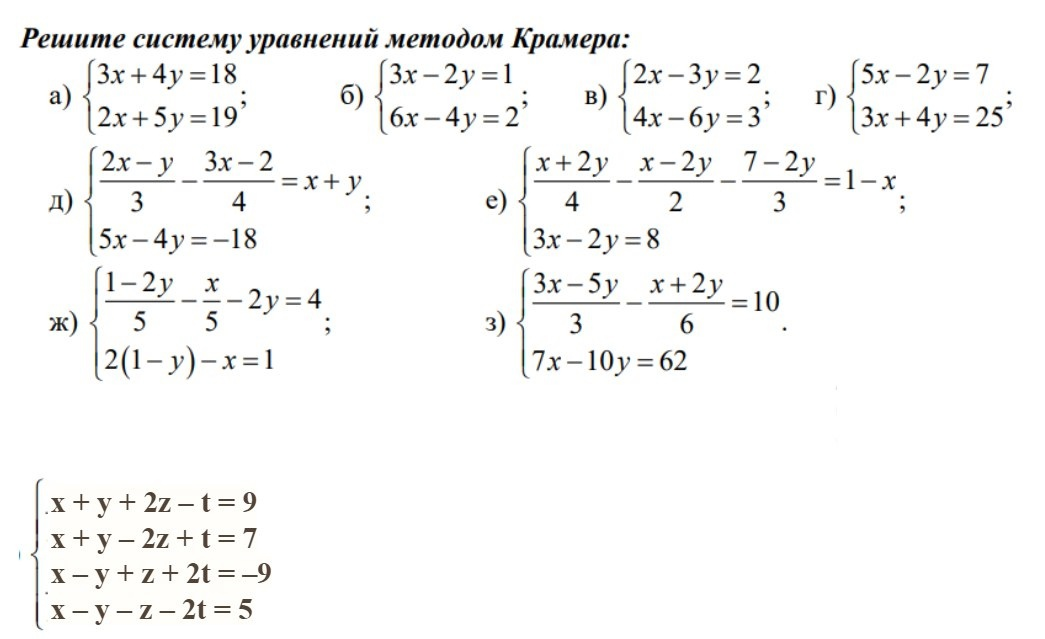 Решите систему уравнений методом Крамера:
а) {3x + 4y = 18; 2x + 5y = 19; б) {3x − 2y = 1; 6x − 4y = 2; в) {2x − 3y = 2; 4x − 6y = 3; г) {5x − 2y = 7; 3x + 4y = 25;
д) {(2x − y)/3 − (3x − 2)/4 = x + y; 5x − 4y = −18; е) {(x + 2y)/4 − (x − 2y)/2 − (7 − 2y)/3 = 1 − x; 3x − 2y = 8;
ж) {(1 − 2y)/5 − x/5 − 2y = 4; 2(1 − y) − x = 1; з) {(3x − 5y)/3 − (x + 2y)/6 = 10; 7x − 10y = 62.
x + y + 2z – t = 9
x + y – 2z + t = 7
x – y + z + 2t = –9
x – y – z – 2t = 5